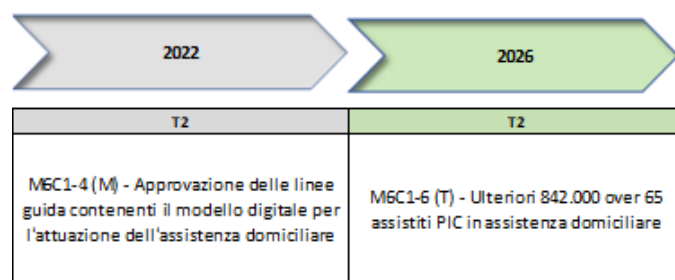 2022
2026
T2
T2
M6C1-4 (M) - Approvazione delle linee
guida contenenti il modello digitale per
l'attuazione dell'assistenza domiciliare
M6C1-6 (T) - Ulteriori 842.000 over 65
assistiti PIC in assistenza domiciliare